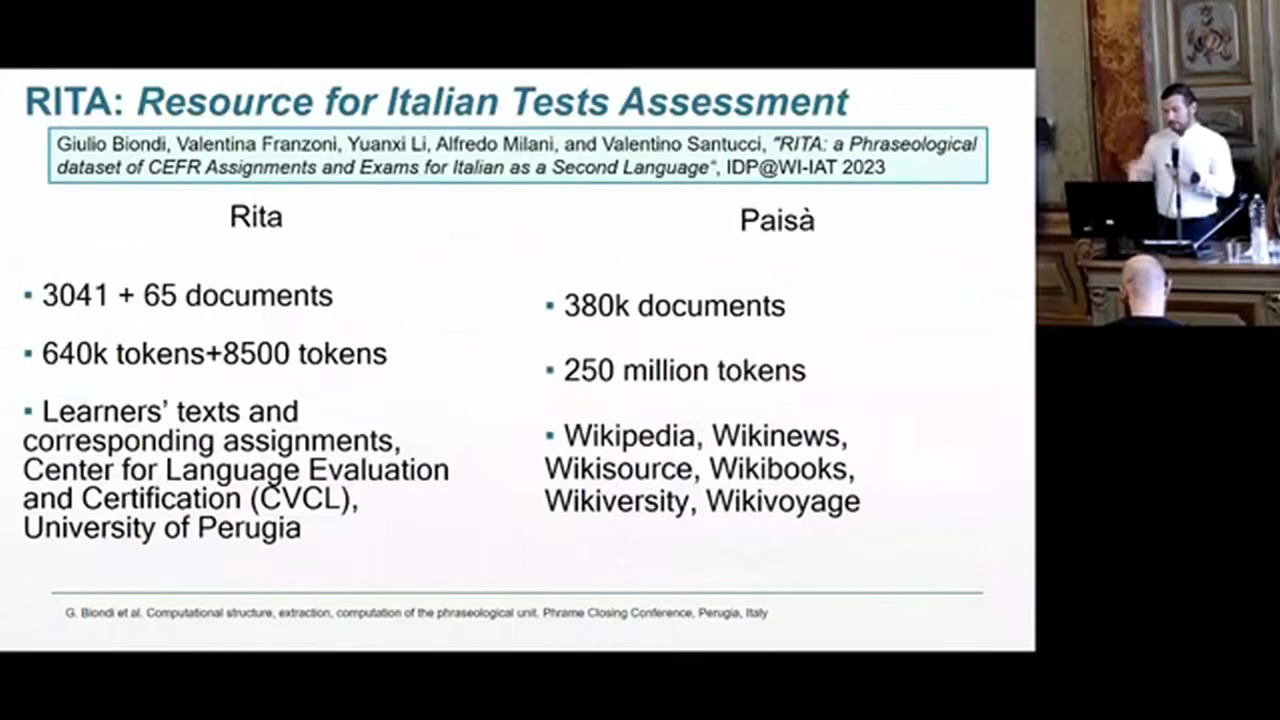 RITA: Resource for Italian Tests Assessment
Giulio Biondi, Valentina Franzoni, Yuanxi Li, Alfredo Milani, and Valentino Santucci, "RITA: a Phraseological
dataset of CEFR Assignments and Exams for Italian as a Second Language", IDP@WI-IAT 2023
Rita
▪ 3041 + 65 documents
▪ 640k tokens+8500 tokens
▪ Learners' texts and
corresponding assignments,
Center for Language Evaluation
and Certification (CVCL),
University of Perugia
Paisà
▪ 380k documents
▪ 250 million tokens
▪ Wikipedia, Wikinews,
Wikisource, Wikibooks,
Wikiversity, Wikivoyage
G. Biondi et al. Computational structure, extraction, computation of the phraseological unit. Phrame Closing Conference, Perugia, Italy